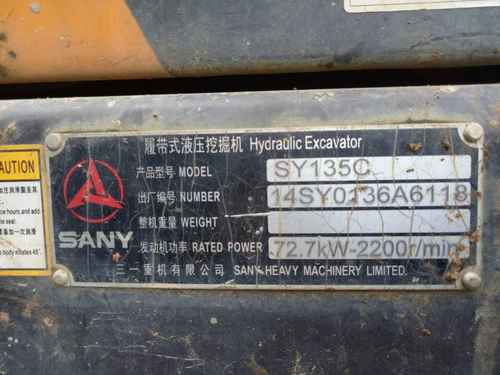 履带式液压挖掘机 Hydraulic Excavator
产品型号 MODEL SY135C
出厂编号 NUMBER 14SY0136A6118
整机重量 WEIGHT
发动机功率 RATED POWER 72.7kW-2200r/min
SANY
三一重机有限公司 SANY HEAVY MACHINERY LIMITED.
CAUTION